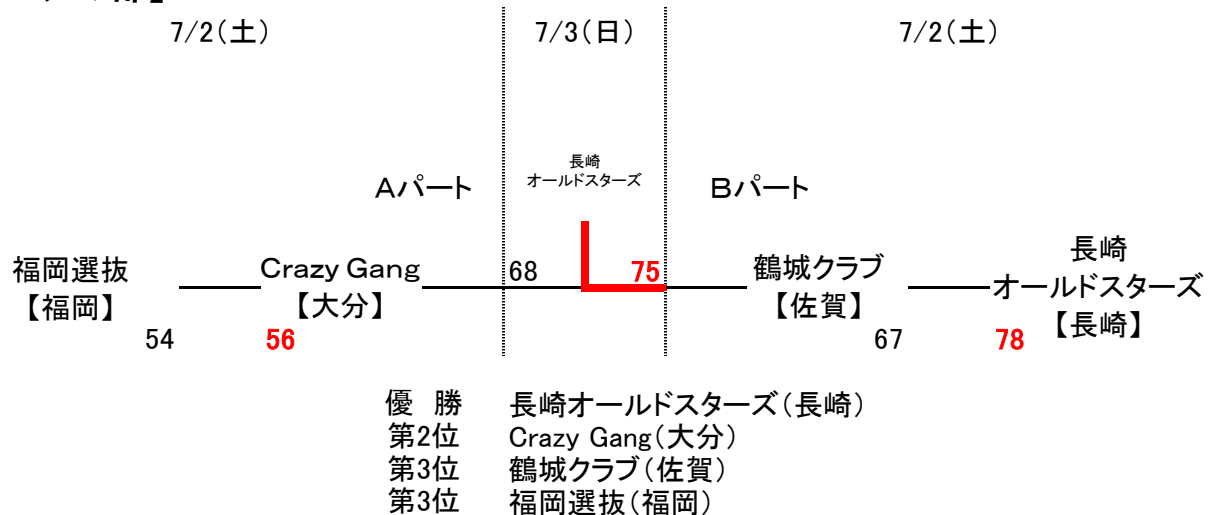 7/2(土) 7/3(日) 7/2(土)
長崎
オールドスターズ
Aパート Bパート
福岡選抜
【福岡】
54
Crazy Gang
【大分】
56
68 75
鶴城クラブ
【佐賀】
67
長崎
オールドスターズ
【長崎】
78
優 勝 長崎オールドスターズ(長崎)
第2位 Crazy Gang(大分)
第3位 鶴城クラブ(佐賀)
第3位 福岡選抜(福岡)